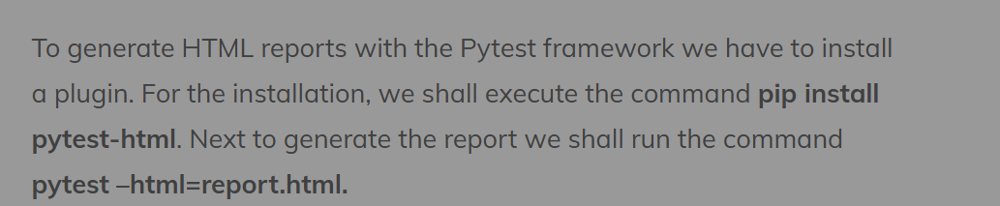 To generate HTML reports with the Pytest framework we have to install
a plugin. For the installation, we shall execute the command pip install
pytest-html. Next to generate the report we shall run the command
pytest –html=report.html.